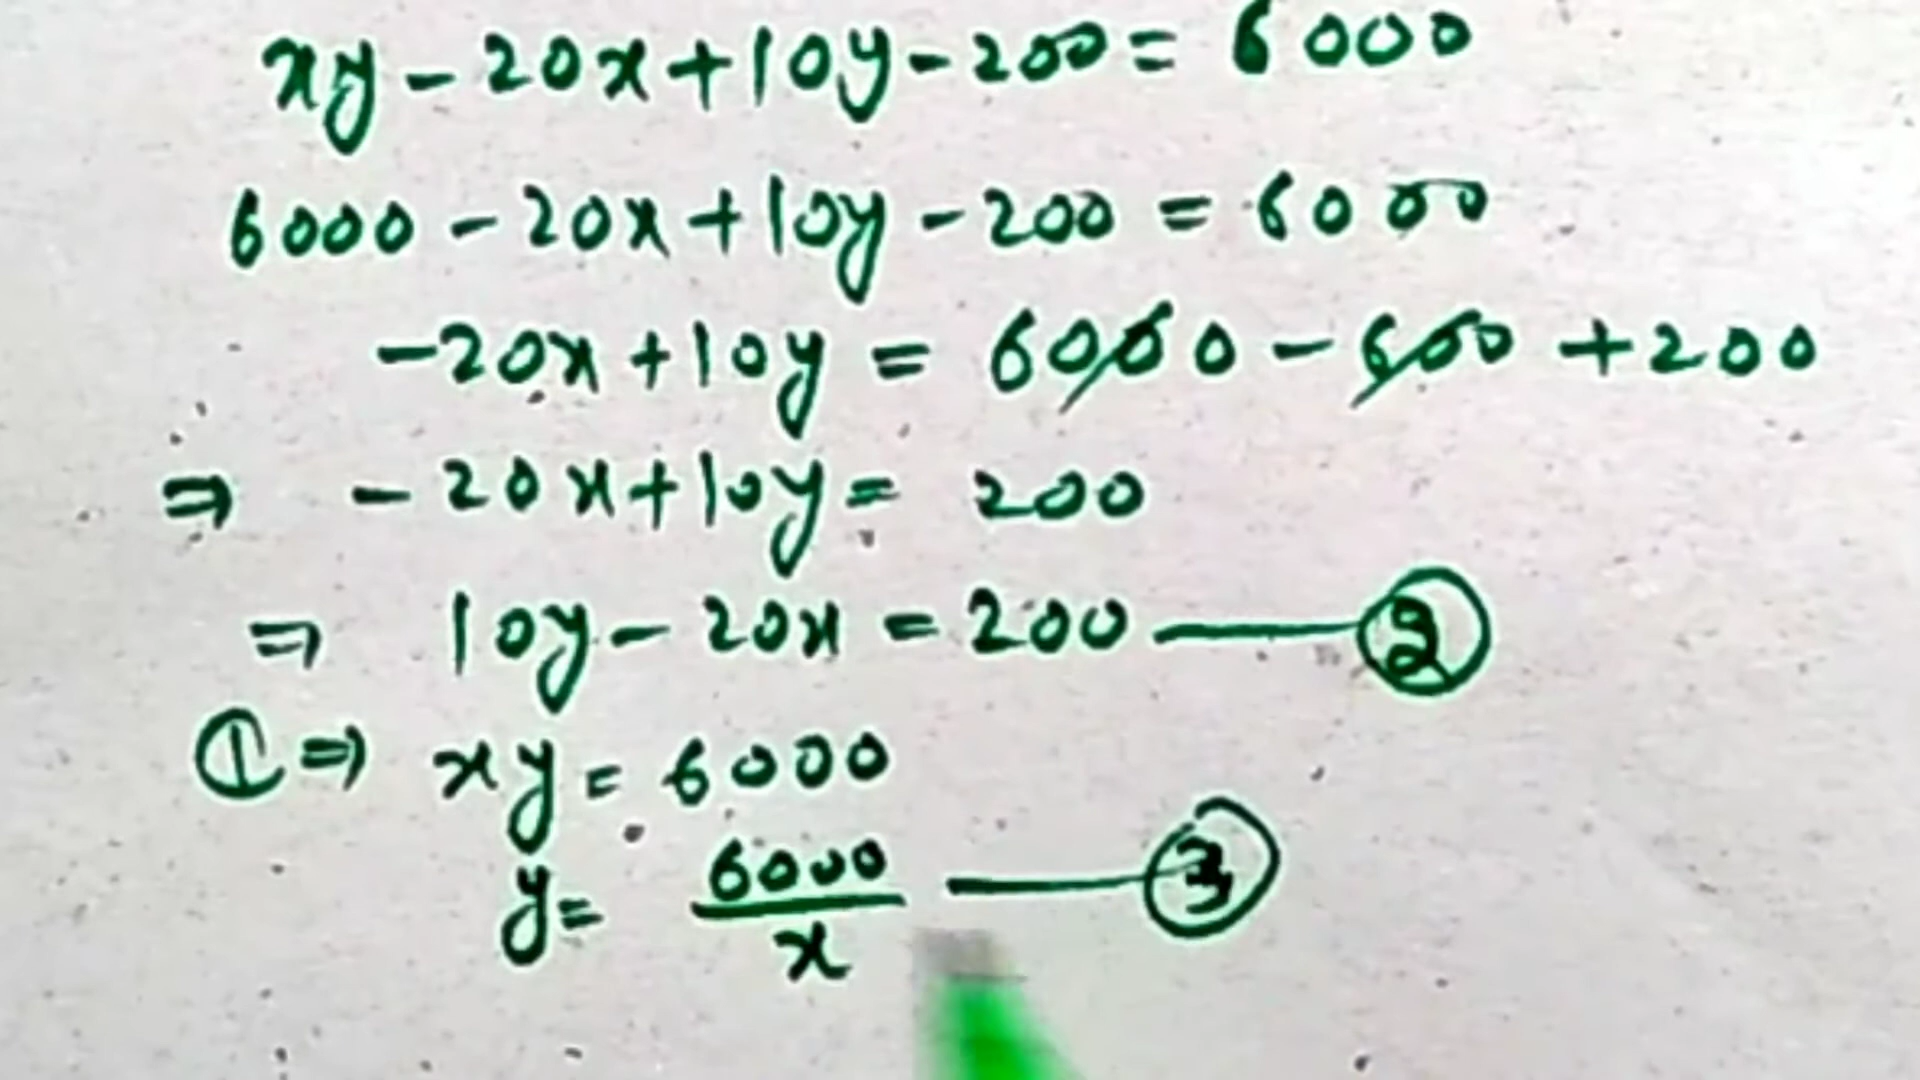 xy - 20x + 10y - 200 = 6000
6000 - 20x + 10y - 200 = 6000
-20x + 10y = 6000 - 600 + 200
⇒ -20x + 10y = 200
⇒ 10y - 20x = 200 — ②
① ⇒ xy = 6000
y = 6000/x — ③